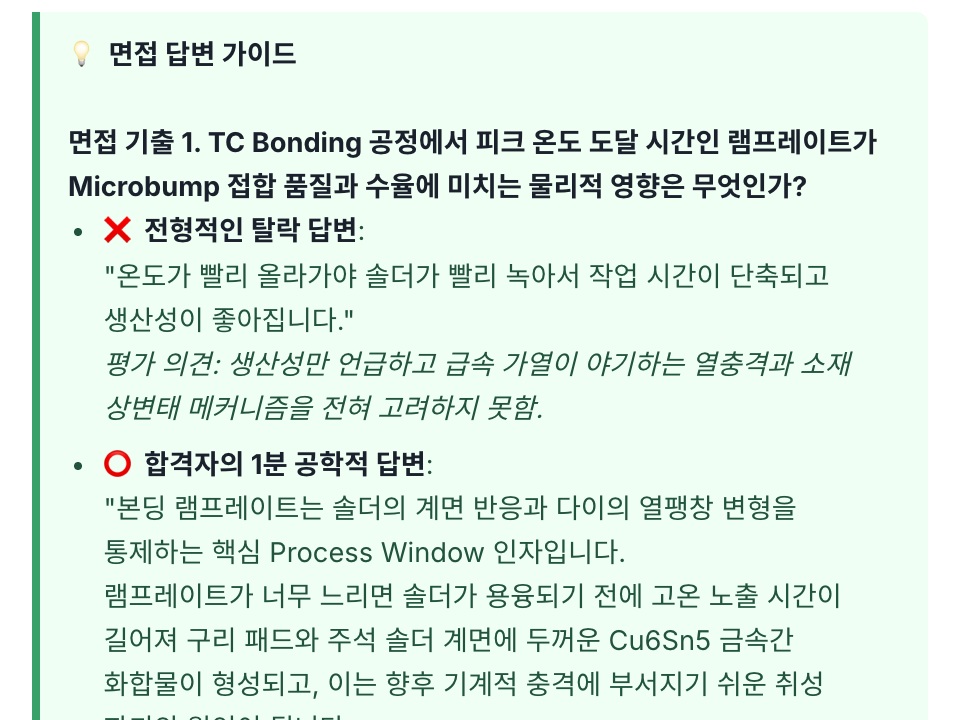 💡 면접 답변 가이드
면접 기출 1. TC Bonding 공정에서 피크 온도 도달 시간인 램프레이트가
Microbump 접합 품질과 수율에 미치는 물리적 영향은 무엇인가?
• ❌ 전형적인 탈락 답변:
"온도가 빨리 올라가야 솔더가 빨리 녹아서 작업 시간이 단축되고
생산성이 좋아집니다."
평가 의견: 생산성만 언급하고 급속 가열이 야기하는 열충격과 소재
상변태 메커니즘을 전혀 고려하지 못함.
• ⭕ 합격자의 1분 공학적 답변:
"본딩 램프레이트는 솔더의 계면 반응과 다이의 열팽창 변형을
통제하는 핵심 Process Window 인자입니다.
램프레이트가 너무 느리면 솔더가 용융되기 전에 고온 노출 시간이
길어져 구리 패드와 주석 솔더 계면에 두꺼운 Cu6Sn5 금속간
화합물이 형성되고, 이는 향후 기계적 충격에 부서지기 쉬운 취성